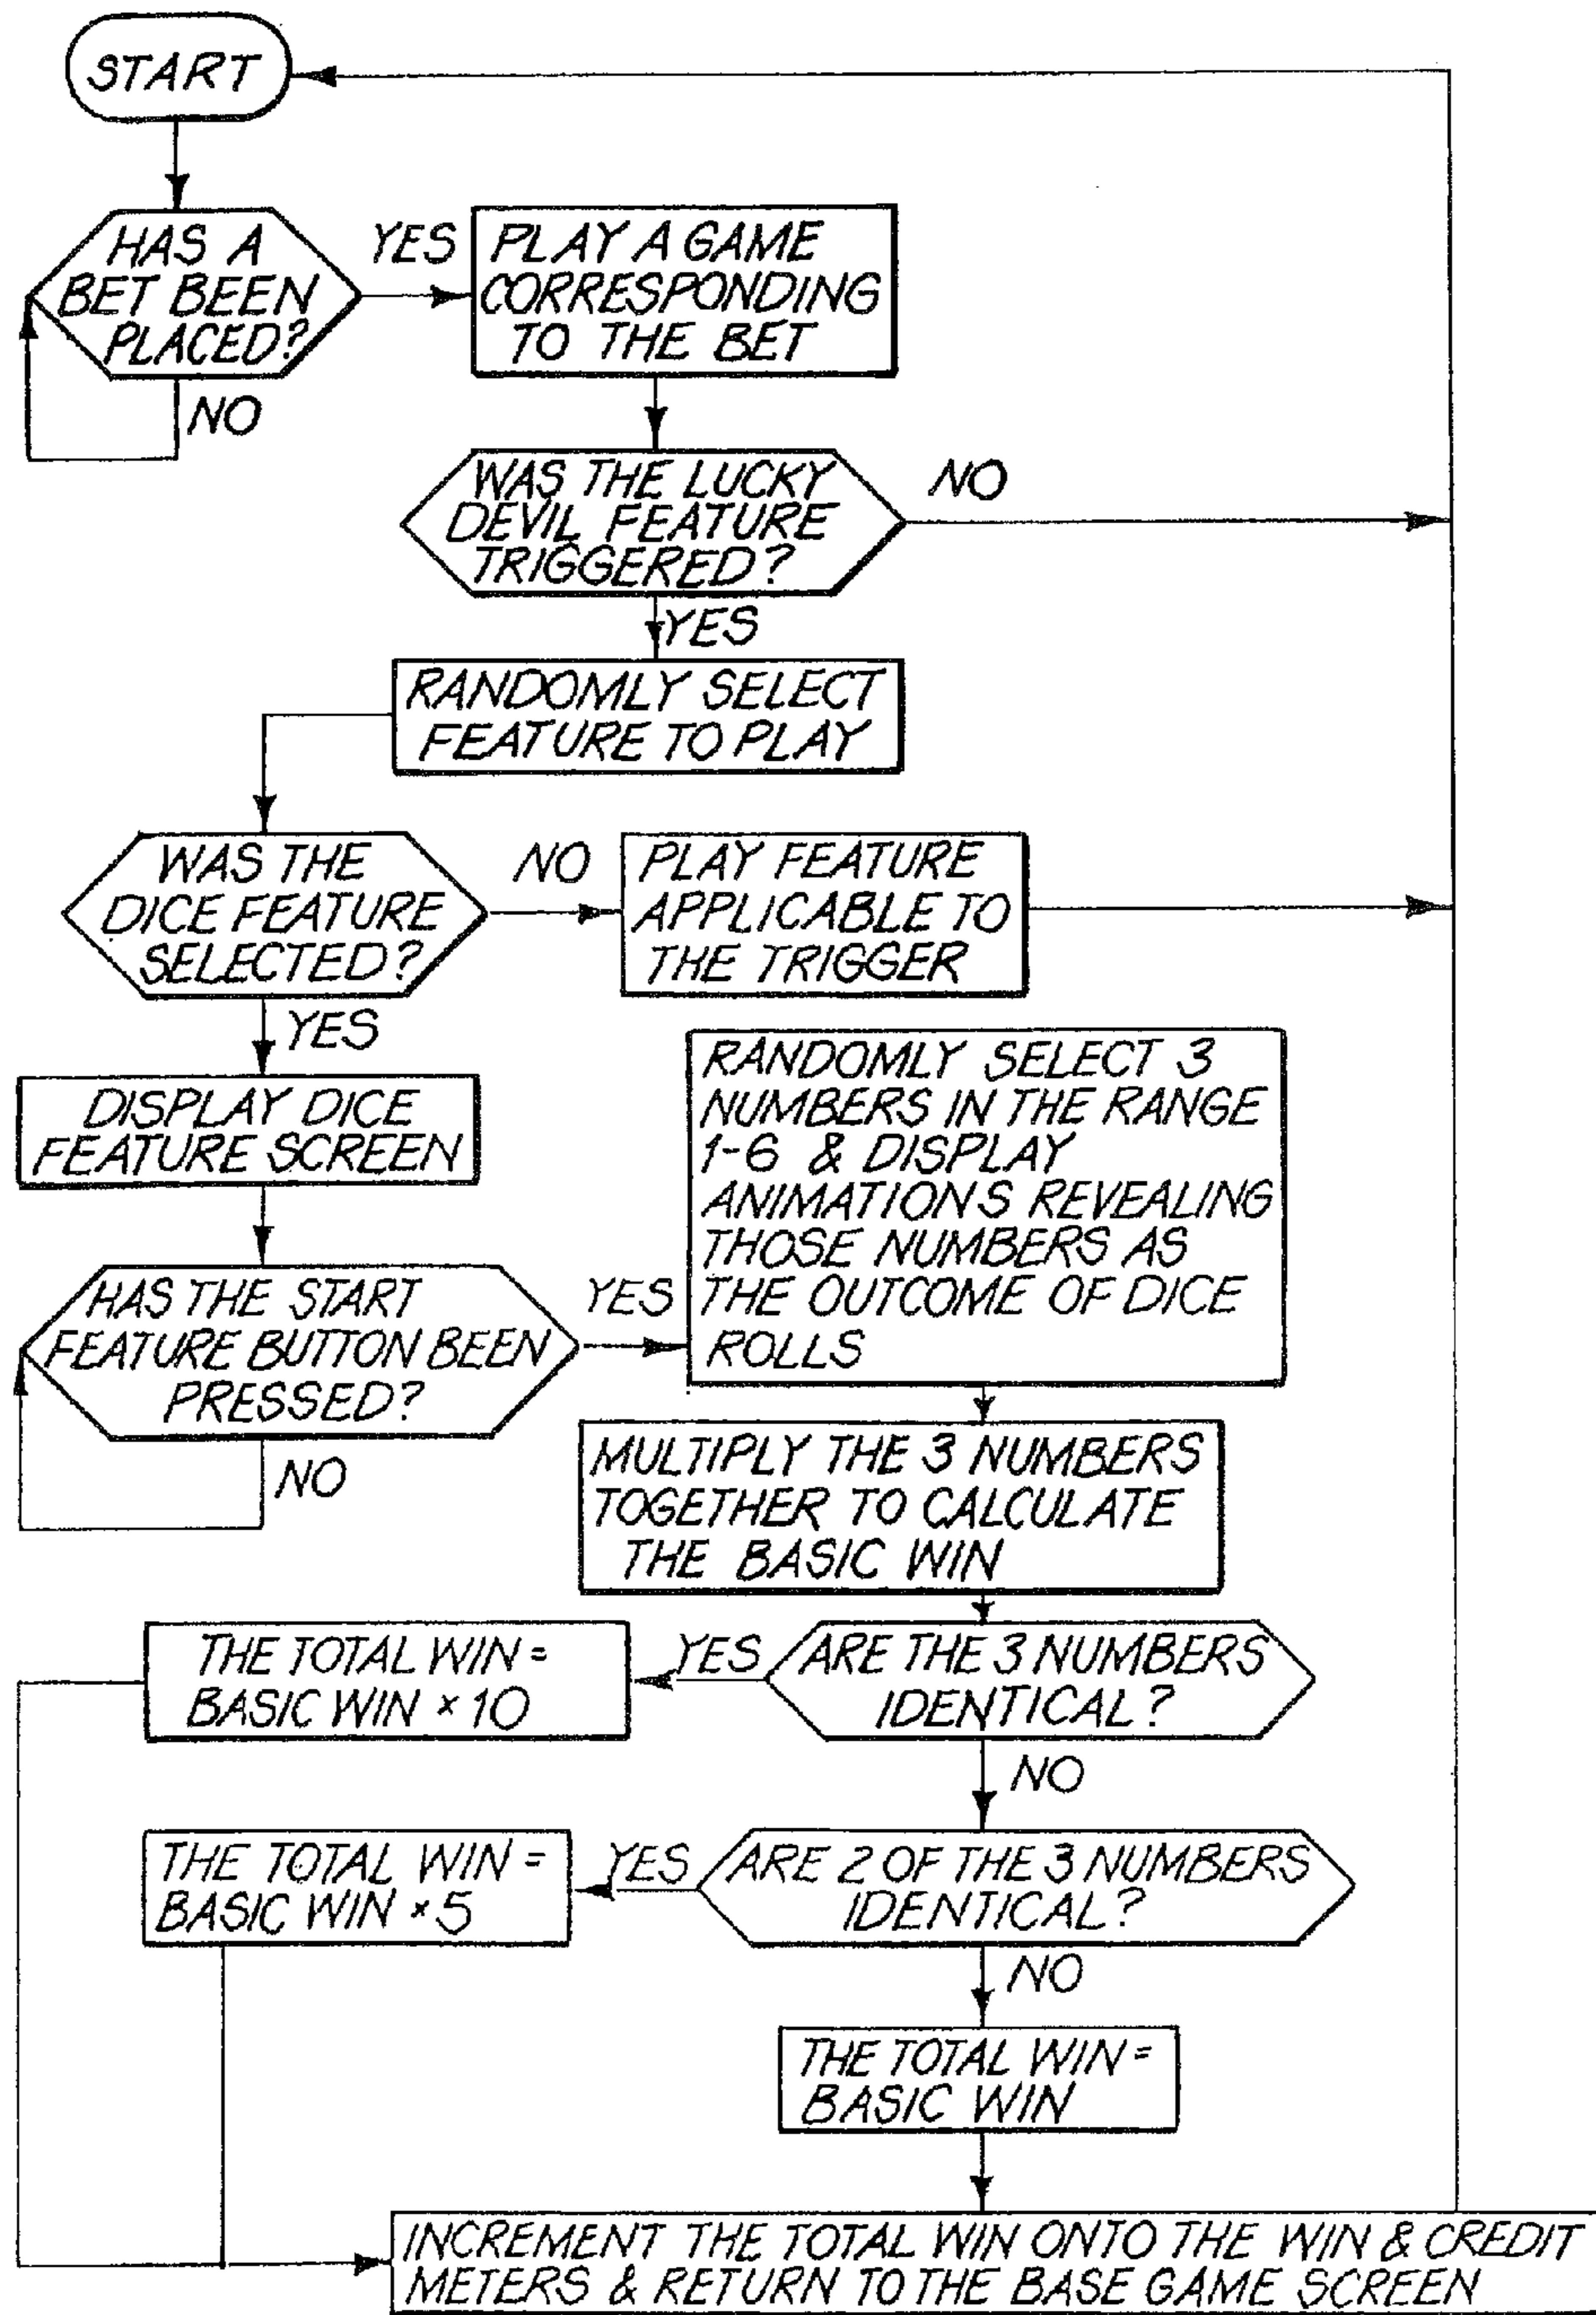 START
HAS A
BET BEEN
PLACED?
YES
NO
PLAY A GAME
CORRESPONDING
TO THE BET
WAS THE LUCKY
DEVIL FEATURE
TRIGGERED?
NO
YES
RANDOMLY SELECT
FEATURE TO PLAY
WAS THE
DICE FEATURE
SELECTED?
NO
PLAY FEATURE
APPLICABLE TO
THE TRIGGER
YES
DISPLAY DICE
FEATURE SCREEN
HAS THE START
FEATURE BUTTON BEEN
PRESSED?
NO
YES
RANDOMLY SELECT 3
NUMBERS IN THE RANGE
1-6 & DISPLAY
ANIMATIONS REVEALING
THOSE NUMBERS AS
THE OUTCOME OF DICE
ROLLS
MULTIPLY THE 3 NUMBERS
TOGETHER TO CALCULATE
THE BASIC WIN
ARE THE 3 NUMBERS
IDENTICAL?
YES
THE TOTAL WIN =
BASIC WIN × 10
NO
ARE 2 OF THE 3 NUMBERS
IDENTICAL?
YES
THE TOTAL WIN =
BASIC WIN × 5
NO
THE TOTAL WIN =
BASIC WIN
INCREMENT THE TOTAL WIN ONTO THE WIN & CREDIT
METERS & RETURN TO THE BASE GAME SCREEN